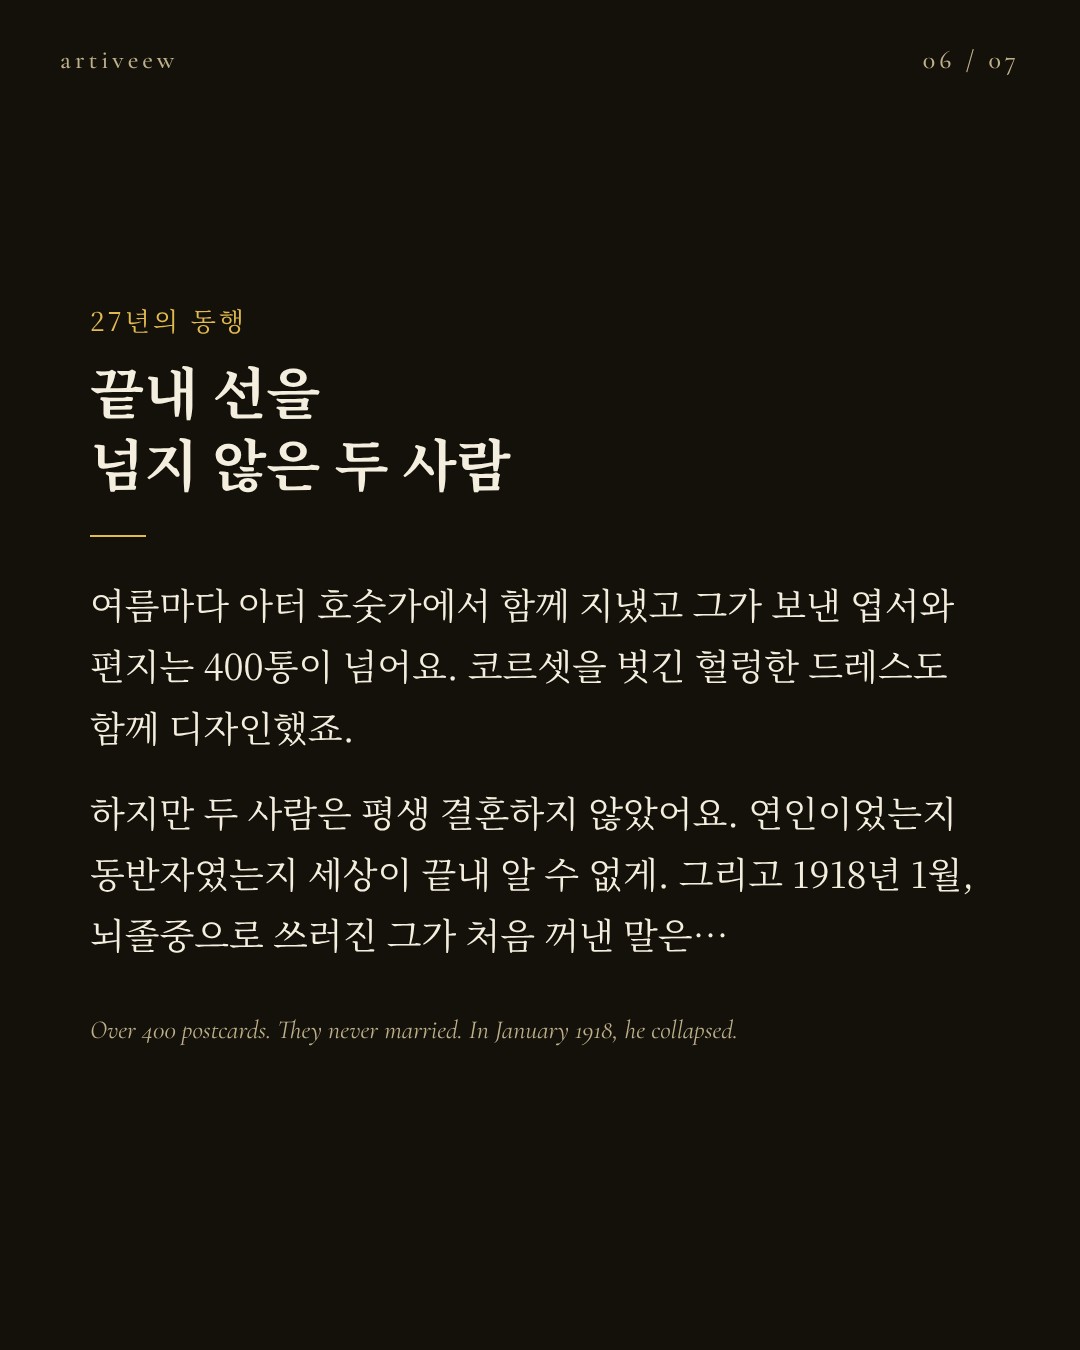 artiveew
06 / 07
27년의 동행
끝내 선을
넘지 않은 두 사람
여름마다 아터 호숫가에서 함께 지냈고 그가 보낸 엽서와
편지는 400통이 넘어요. 코르셋을 벗긴 헐렁한 드레스도
함께 디자인했죠.
하지만 두 사람은 평생 결혼하지 않았어요. 연인이었는지
동반자였는지 세상이 끝내 알 수 없게. 그리고 1918년 1월,
뇌졸중으로 쓰러진 그가 처음 꺼낸 말은…
Over 400 postcards. They never married. In January 1918, he collapsed.